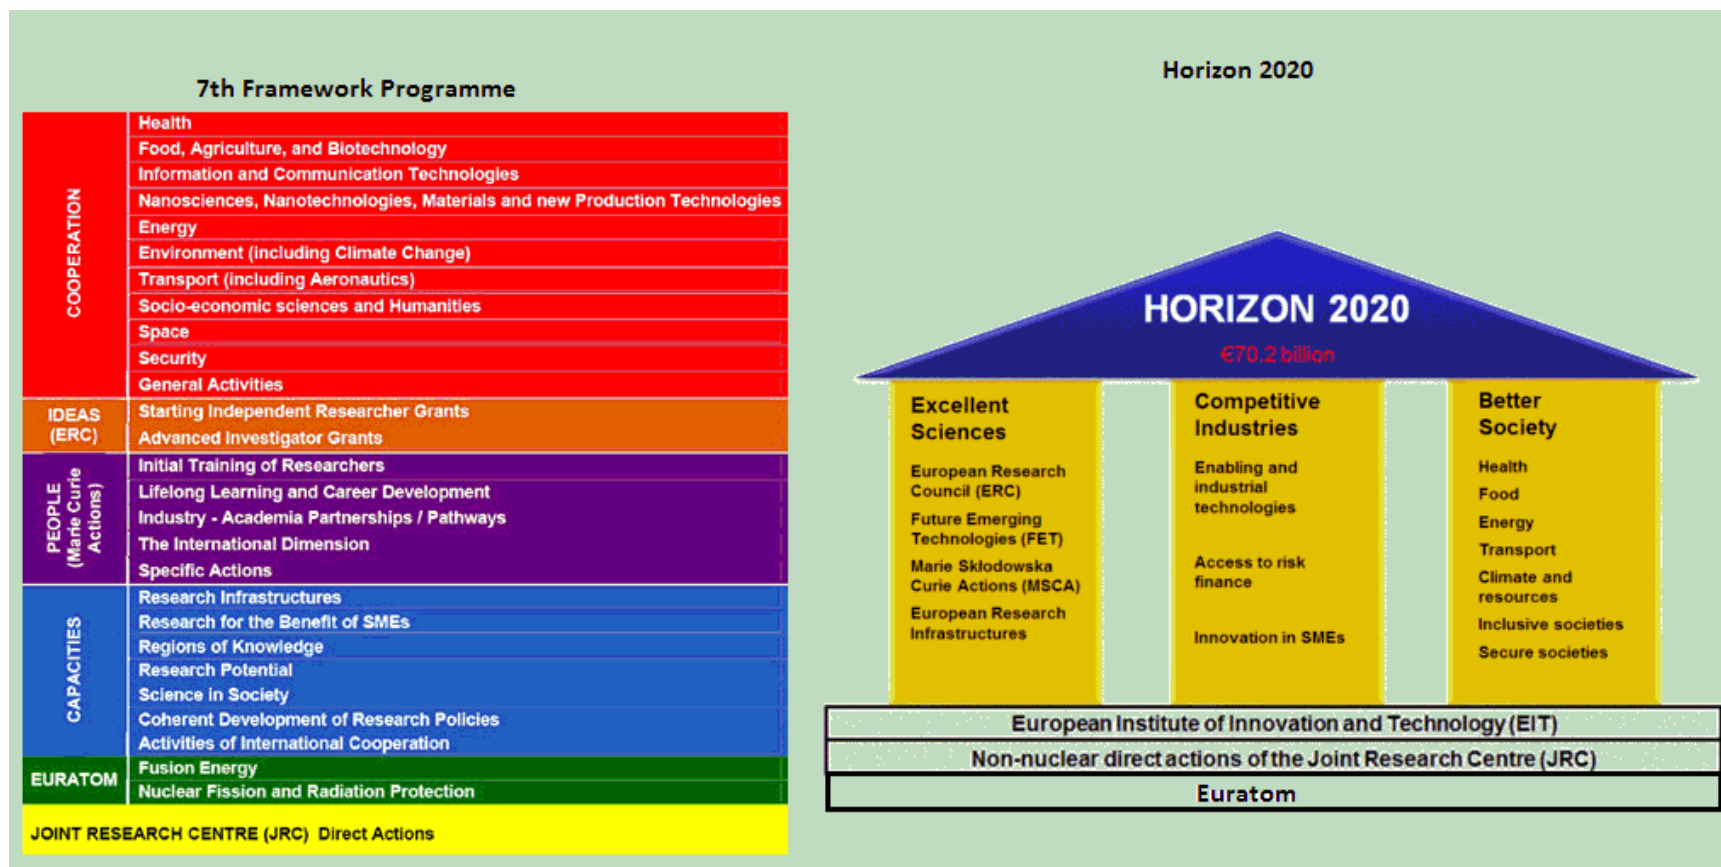 7th Framework Programme
COOPERATION
Health
Food, Agriculture, and Biotechnology
Information and Communication Technologies
Nanosciences, Nanotechnologies, Materials and new Production Technologies
Energy
Environment (including Climate Change)
Transport (including Aeronautics)
Socio-economic sciences and Humanities
Space
Security
General Activities
IDEAS
(ERC)
Starting Independent Researcher Grants
Advanced Investigator Grants
PEOPLE
(Marie Curie
Actions)
Initial Training of Researchers
Lifelong Learning and Career Development
Industry - Academia Partnerships / Pathways
The International Dimension
Specific Actions
CAPACITIES
Research Infrastructures
Research for the Benefit of SMEs
Regions of Knowledge
Research Potential
Science in Society
Coherent Development of Research Policies
Activities of International Cooperation
EURATOM
Fusion Energy
Nuclear Fission and Radiation Protection
JOINT RESEARCH CENTRE (JRC) Direct Actions
Horizon 2020
HORIZON 2020
€70.2 billion
Excellent
Sciences
European Research
Council (ERC)
Future Emerging
Technologies (FET)
Marie Skłodowska
Curie Actions (MSCA)
European Research
Infrastructures
Competitive
Industries
Enabling and
industrial
technologies
Access to risk
finance
Innovation in SMEs
Better
Society
Health
Food
Energy
Transport
Climate and
resources
Inclusive societies
Secure societies
European Institute of Innovation and Technology (EIT)
Non-nuclear direct actions of the Joint Research Centre (JRC)
Euratom